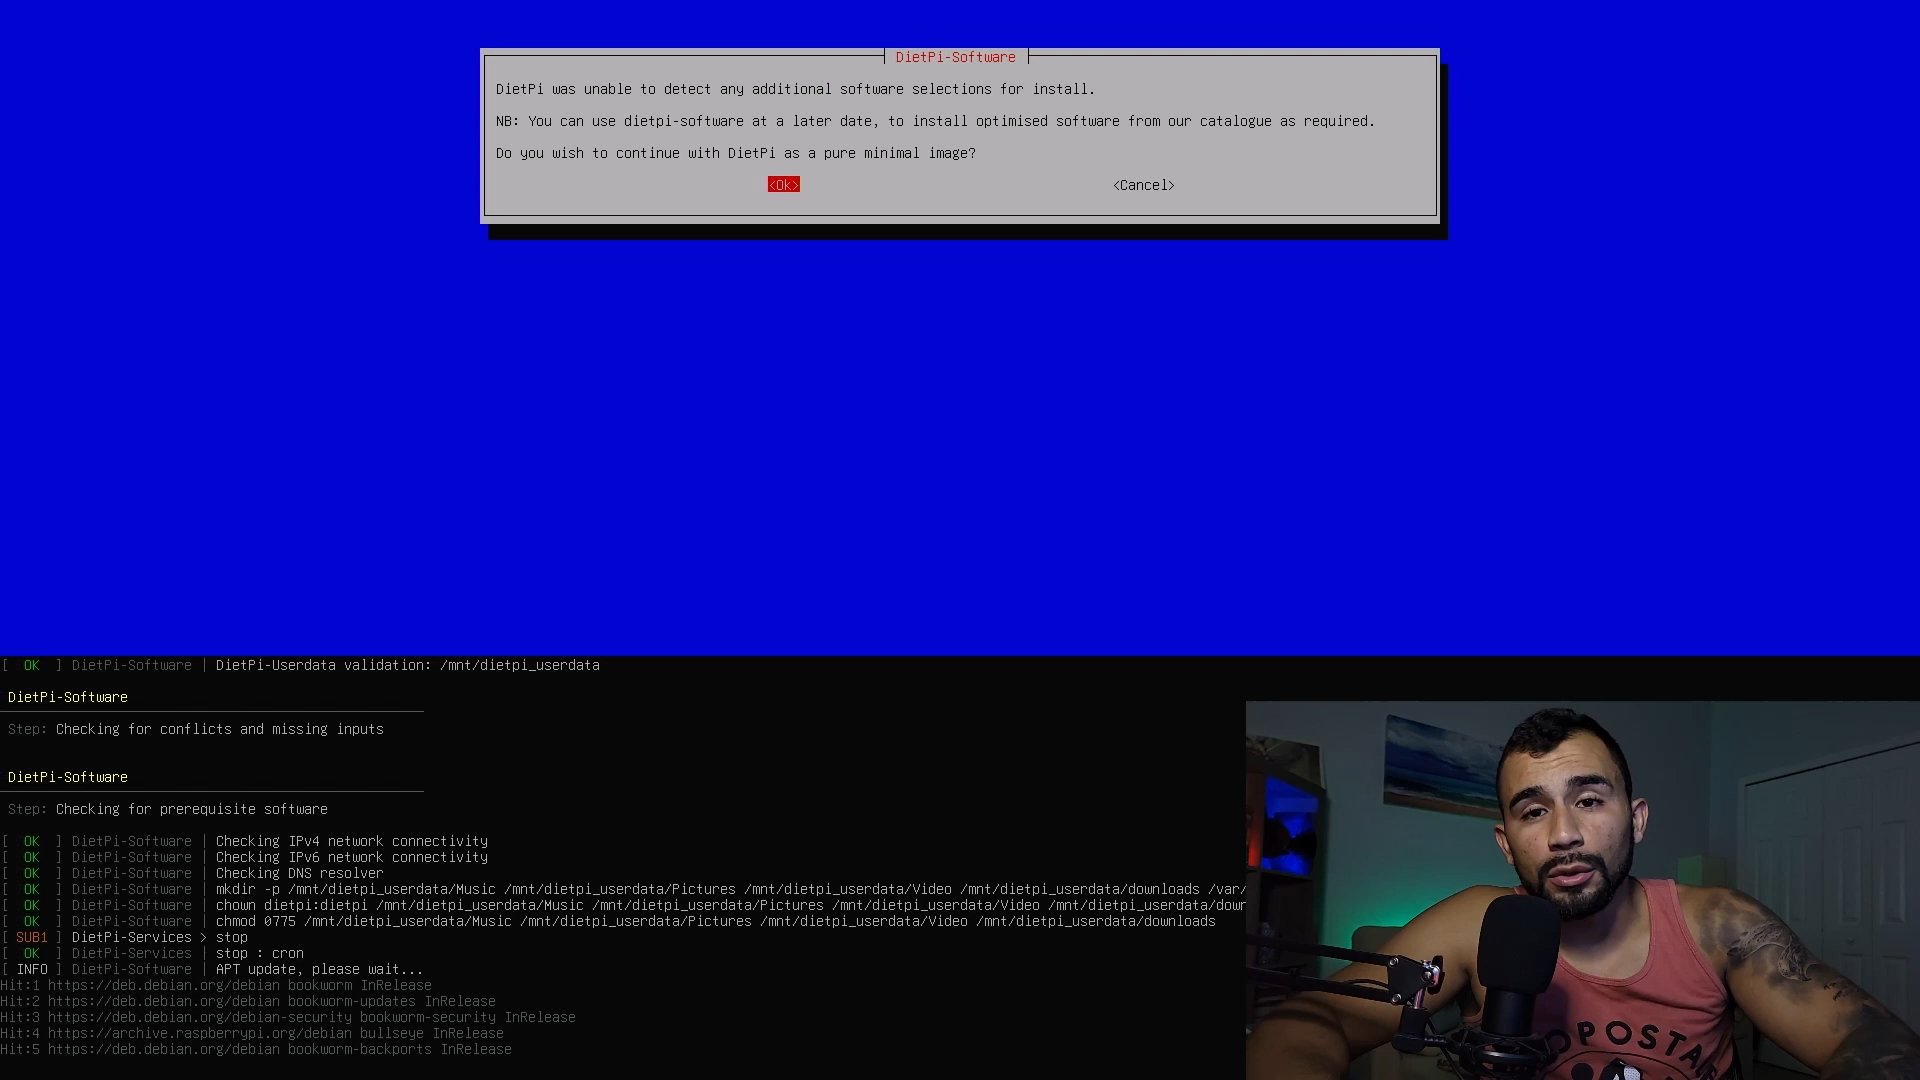 DietPi-Software
DietPi was unable to detect any additional software selections for install.
NB: You can use dietpi-software at a later date, to install optimised software from our catalogue as required.
Do you wish to continue with DietPi as a pure minimal image?
<Ok> <Cancel>
[ OK ] DietPi-Software | DietPi-Userdata validation: /mnt/dietpi_userdata
DietPi-Software
Step: Checking for conflicts and missing inputs
DietPi-Software
Step: Checking for prerequisite software
[ OK ] DietPi-Software | Checking IPv4 network connectivity
[ OK ] DietPi-Software | Checking IPv6 network connectivity
[ OK ] DietPi-Software | Checking DNS resolver
[ OK ] DietPi-Software | mkdir -p /mnt/dietpi_userdata/Music /mnt/dietpi_userdata/Pictures /mnt/dietpi_userdata/Video /mnt/dietpi_userdata/downloads /var/
[ OK ] DietPi-Software | chown dietpi:dietpi /mnt/dietpi_userdata/Music /mnt/dietpi_userdata/Pictures /mnt/dietpi_userdata/Video /mnt/dietpi_userdata/down
[ OK ] DietPi-Software | chmod 0775 /mnt/dietpi_userdata/Music /mnt/dietpi_userdata/Pictures /mnt/dietpi_userdata/Video /mnt/dietpi_userdata/downloads
[ SUB1 ] DietPi-Services > stop
[ OK ] DietPi-Services | stop : cron
[ INFO ] DietPi-Software | APT update, please wait...
Hit:1 https://deb.debian.org/debian bookworm InRelease
Hit:2 https://deb.debian.org/debian bookworm-updates InRelease
Hit:3 https://deb.debian.org/debian-security bookworm-security InRelease
Hit:4 https://archive.raspberrypi.org/debian bullseye InRelease
Hit:5 https://deb.debian.org/debian bookworm-backports InRelease